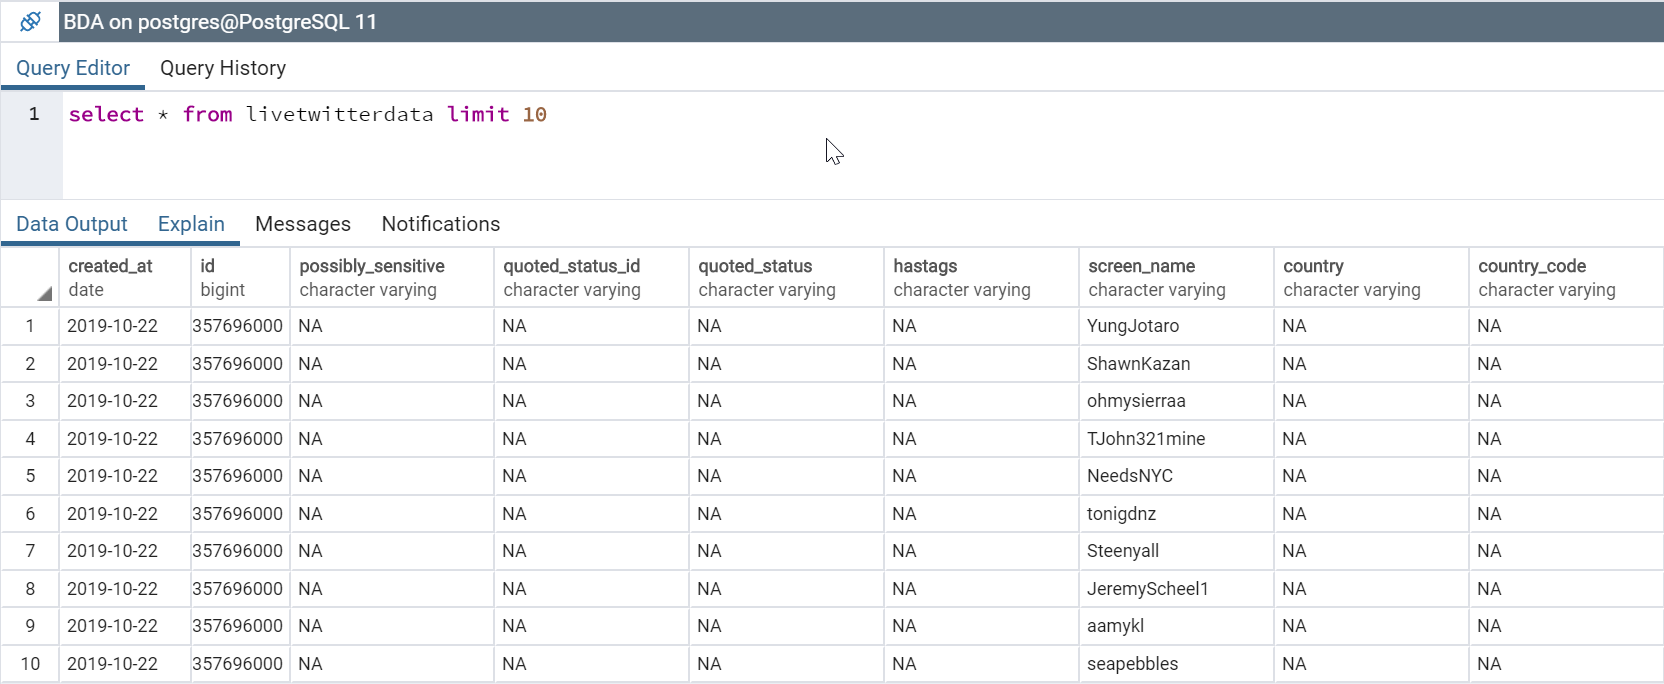 BDA on postgres@PostgreSQL 11
Query Editor Query History
1 select * from livetwitterdata limit 10
Data Output Explain Messages Notifications
created_at id possibly_sensitive quoted_status_id quoted_status hastags screen_name country country_code
date bigint character varying character varying character varying character varying character varying character varying character varying
1 2019-10-22 357696000 NA NA NA NA YungJotaro NA NA
2 2019-10-22 357696000 NA NA NA NA ShawnKazan NA NA
3 2019-10-22 357696000 NA NA NA NA ohmysierraa NA NA
4 2019-10-22 357696000 NA NA NA NA TJohn321mine NA NA
5 2019-10-22 357696000 NA NA NA NA NeedsNYC NA NA
6 2019-10-22 357696000 NA NA NA NA tonigdnz NA NA
7 2019-10-22 357696000 NA NA NA NA Steenyall NA NA
8 2019-10-22 357696000 NA NA NA NA JeremyScheel1 NA NA
9 2019-10-22 357696000 NA NA NA NA aamykl NA NA
10 2019-10-22 357696000 NA NA NA NA seapebbles NA NA